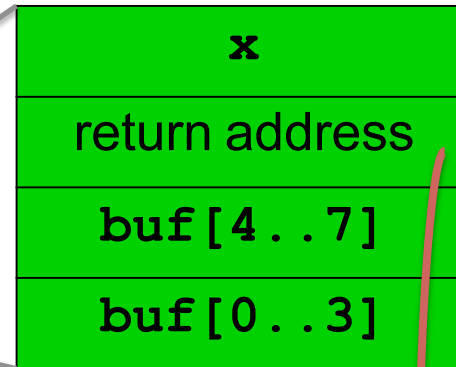 x
return address
buf[4..7]
buf[0..3]